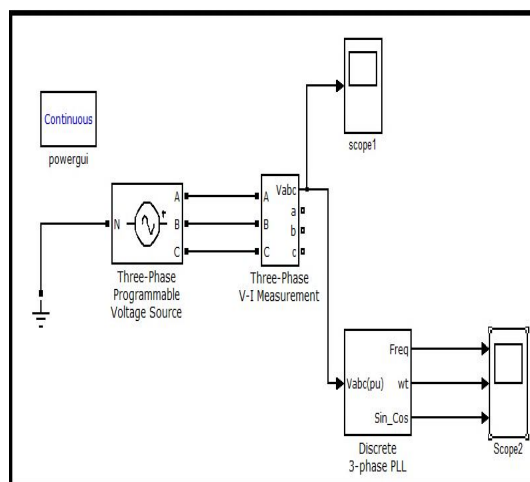 scope1
Continuous
powergui
N
A
B
C
Three-Phase
Programmable
Voltage Source
A
B
C
Vabc
a
b
c
Three-Phase
V-I Measurement
Vabc(pu)
Freq
wt
Sin_Cos
Discrete
3-phase PLL
Scope2